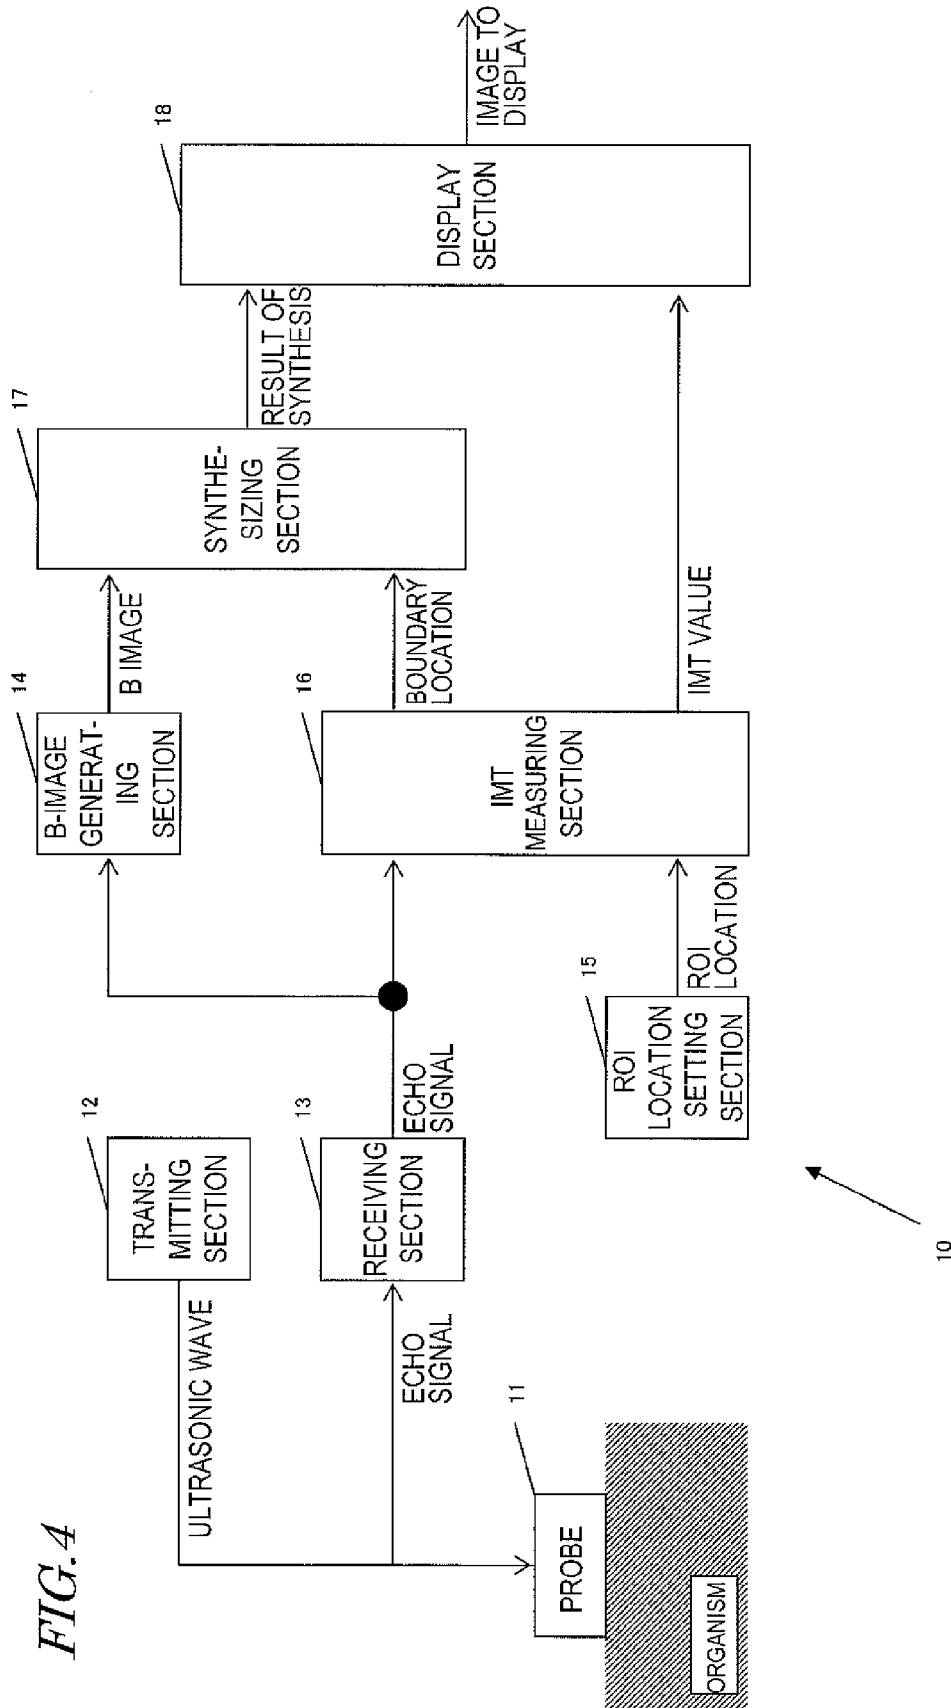 FIG.4
TRANS-
MITTING
SECTION
12
ULTRASONIC WAVE
RECEIVING
SECTION
13
ECHO
SIGNAL
ECHO
SIGNAL
PROBE
11
ORGANISM
B-IMAGE
GENERAT-
ING
SECTION
14
B IMAGE
IMT
MEASURING
SECTION
16
BOUNDARY
LOCATION
IMT VALUE
ROI
LOCATION
SETTING
SECTION
15
ROI
LOCATION
SYNTHE-
SIZING
SECTION
17
RESULT OF
SYNTHESIS
DISPLAY
SECTION
18
IMAGE TO
DISPLAY
10